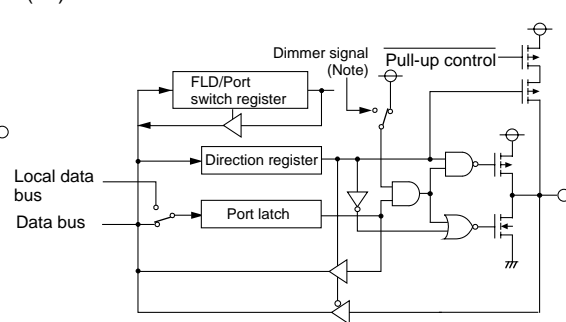 Dimmer signal
(Note)
Pull-up control
FLD/Port
switch register
Direction register
Local data
bus
Data bus
Port latch